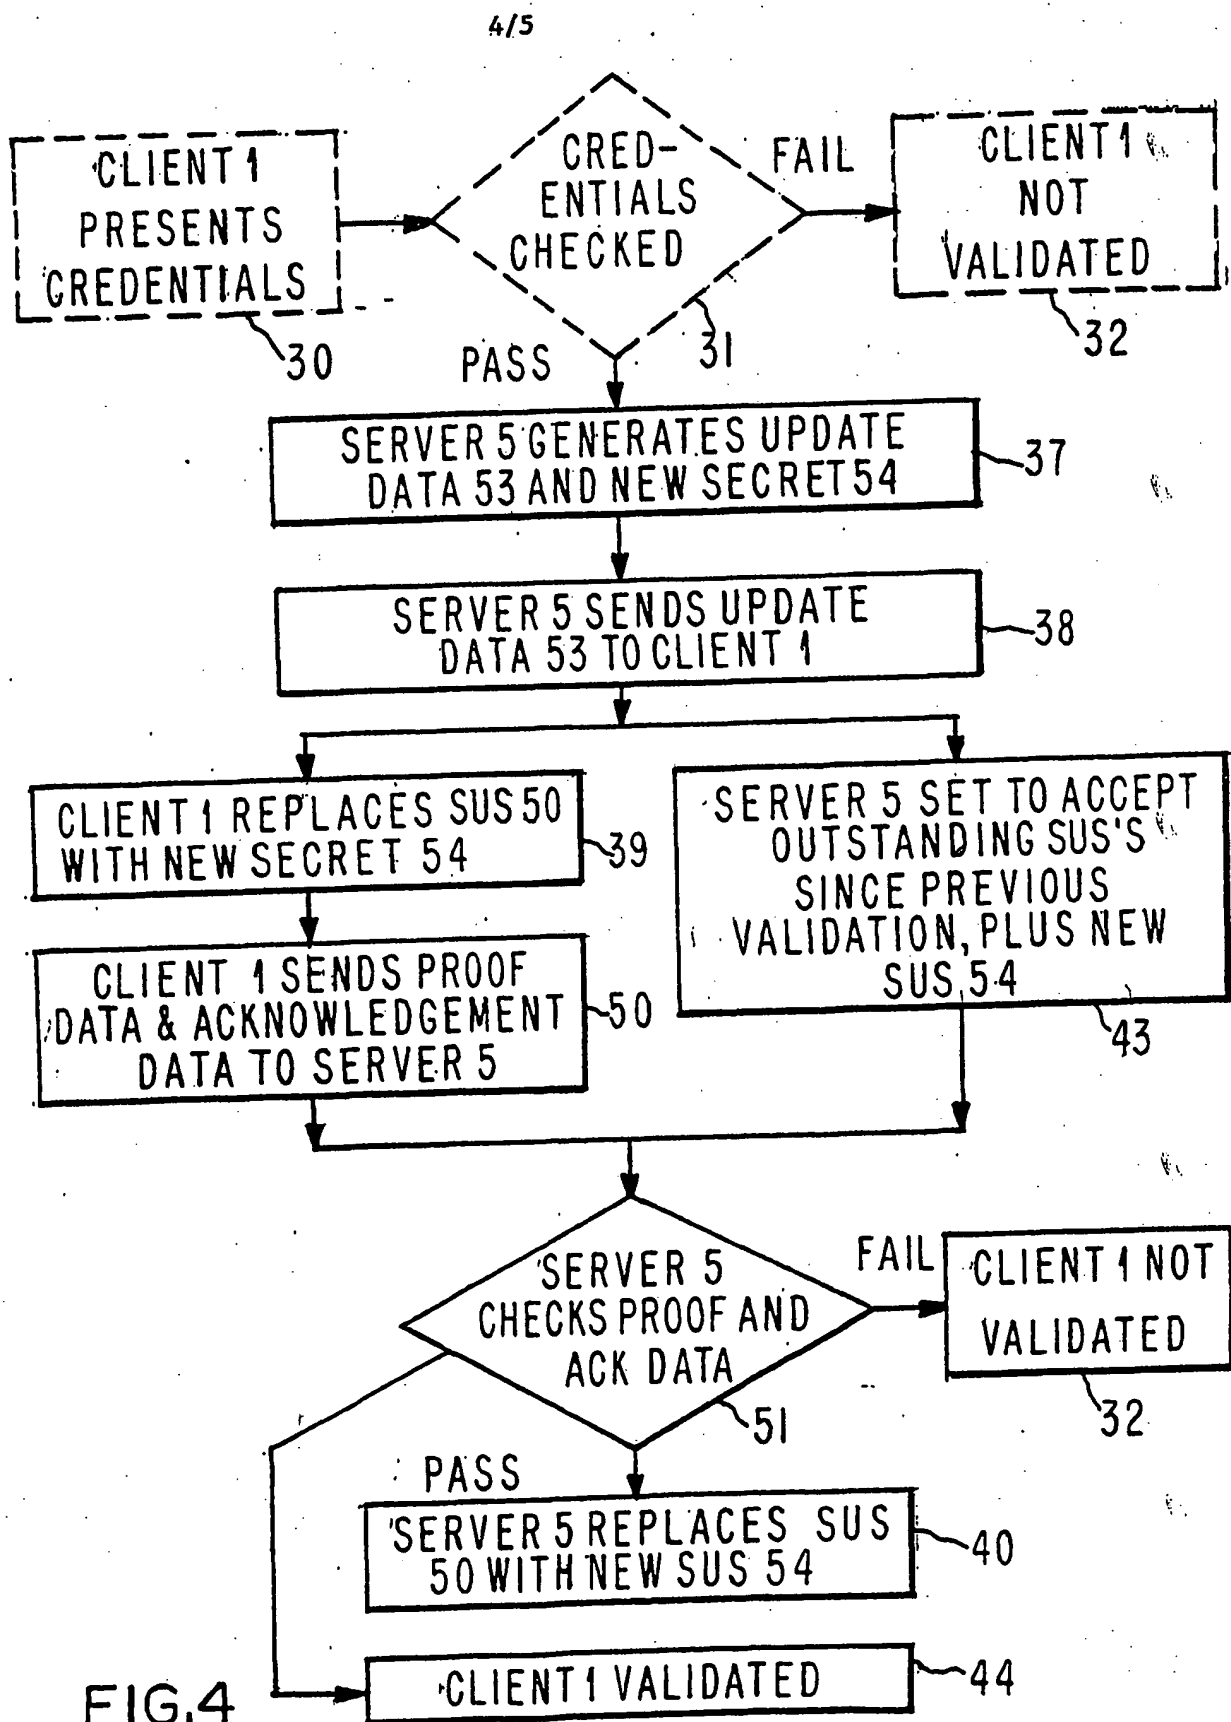 4/5
CLIENT 1
PRESENTS
CREDENTIALS
30
CRED-
ENTIALS
CHECKED
31
FAIL
CLIENT 1
NOT
VALIDATED
32
PASS
SERVER 5 GENERATES UPDATE
DATA 53 AND NEW SECRET 54
37
SERVER 5 SENDS UPDATE
DATA 53 TO CLIENT 1
38
CLIENT 1 REPLACES SUS 50
WITH NEW SECRET 54
39
SERVER 5 SET TO ACCEPT
OUTSTANDING SUS'S
SINCE PREVIOUS
VALIDATION, PLUS NEW
SUS 54
43
CLIENT 1 SENDS PROOF
DATA & ACKNOWLEDGEMENT
DATA TO SERVER 5
50
SERVER 5
CHECKS PROOF AND
ACK DATA
51
FAIL
CLIENT 1 NOT
VALIDATED
32
PASS
SERVER 5 REPLACES SUS
50 WITH NEW SUS 54
40
CLIENT 1 VALIDATED
44
FIG.4